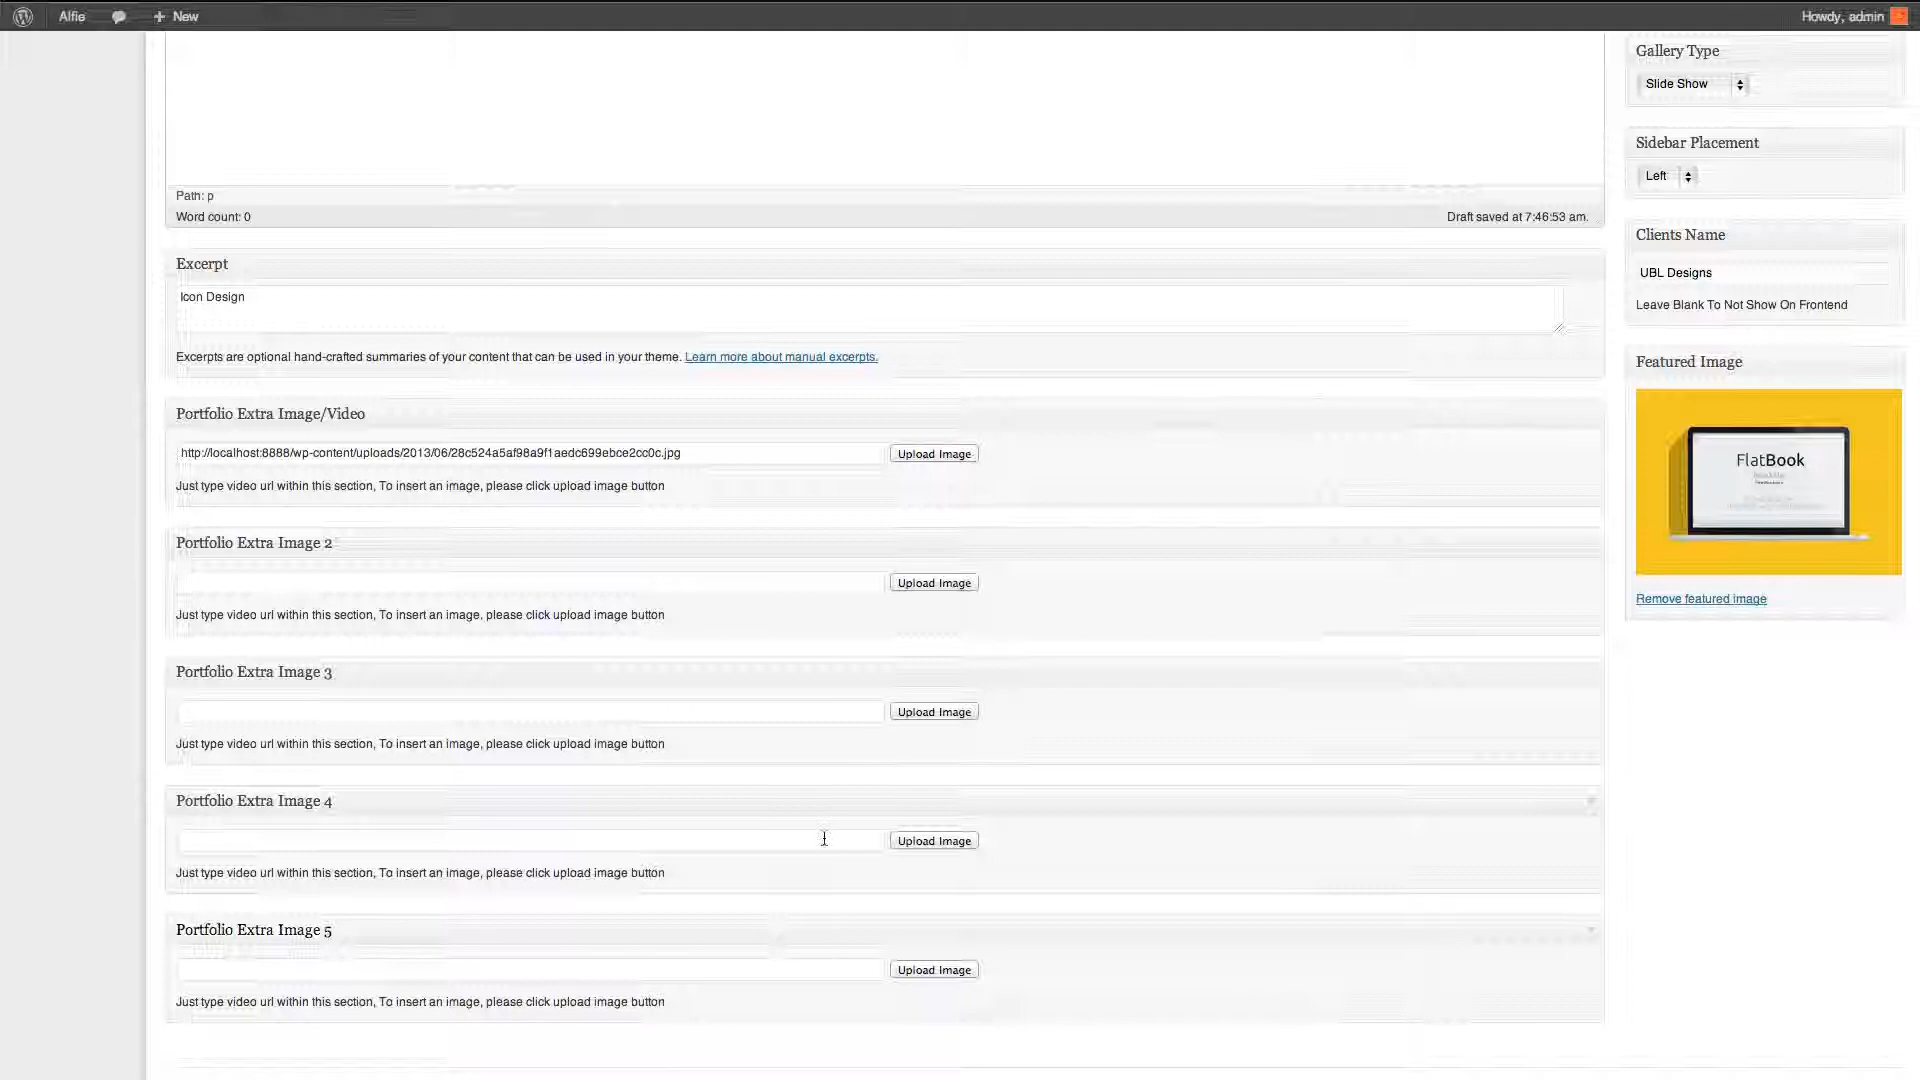 Alfie
New
Howdy, admin
Path: p
Word count: 0
Draft saved at 7:46:53 am.
Excerpt
Icon Design
Excerpts are optional hand-crafted summaries of your content that can be used in your theme. Learn more about manual excerpts.
Portfolio Extra Image/Video
http://localhost:8888/wp-content/uploads/2013/06/28c524a5af98a9f1aedc699ebce2cc0c.jpg
Upload Image
Just type video url within this section, To insert an image, please click upload image button
Portfolio Extra Image 2
Upload Image
Just type video url within this section, To insert an image, please click upload image button
Portfolio Extra Image 3
Upload Image
Just type video url within this section, To insert an image, please click upload image button
Portfolio Extra Image 4
Upload Image
Just type video url within this section, To insert an image, please click upload image button
Portfolio Extra Image 5
Upload Image
Just type video url within this section, To insert an image, please click upload image button
Gallery Type
Slide Show
Sidebar Placement
Left
Clients Name
UBL Designs
Leave Blank To Not Show On Frontend
Featured Image
FlatBook
Remove featured image